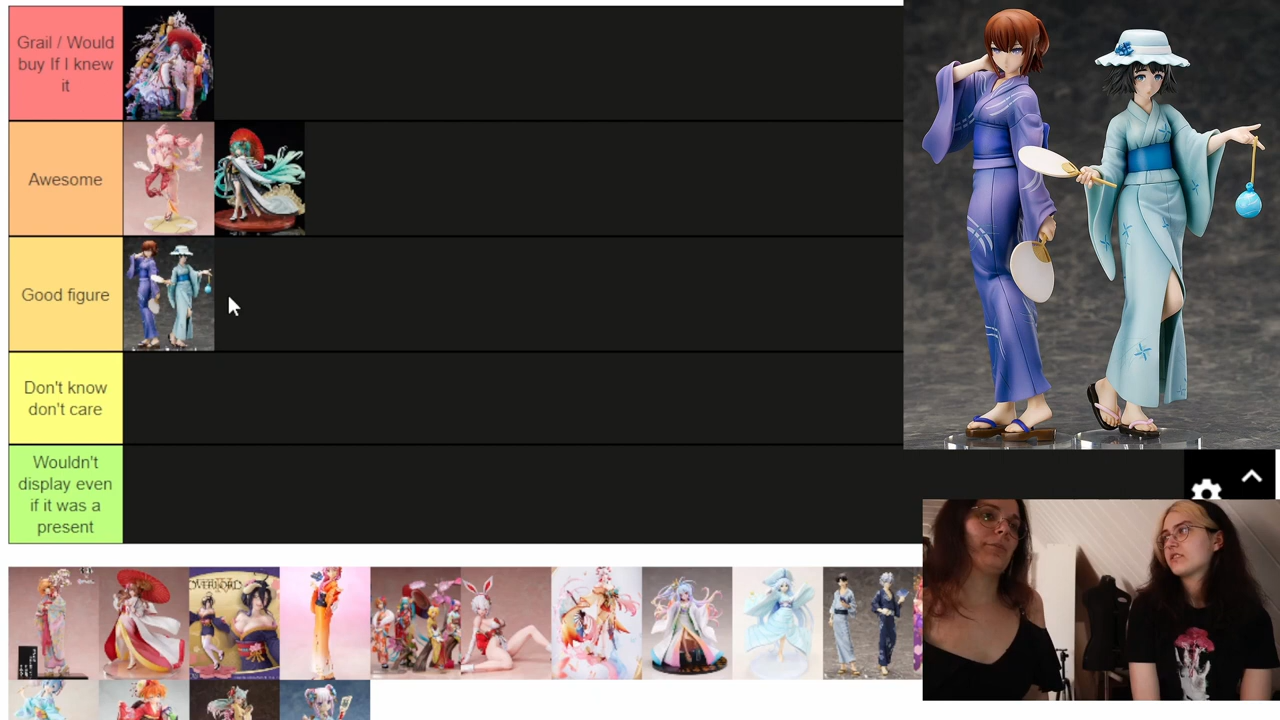 Grail / Would
buy If I knew
it
Awesome
Good figure
Don't know
don't care
Wouldn't
display even
if it was a
present
OVERLORD